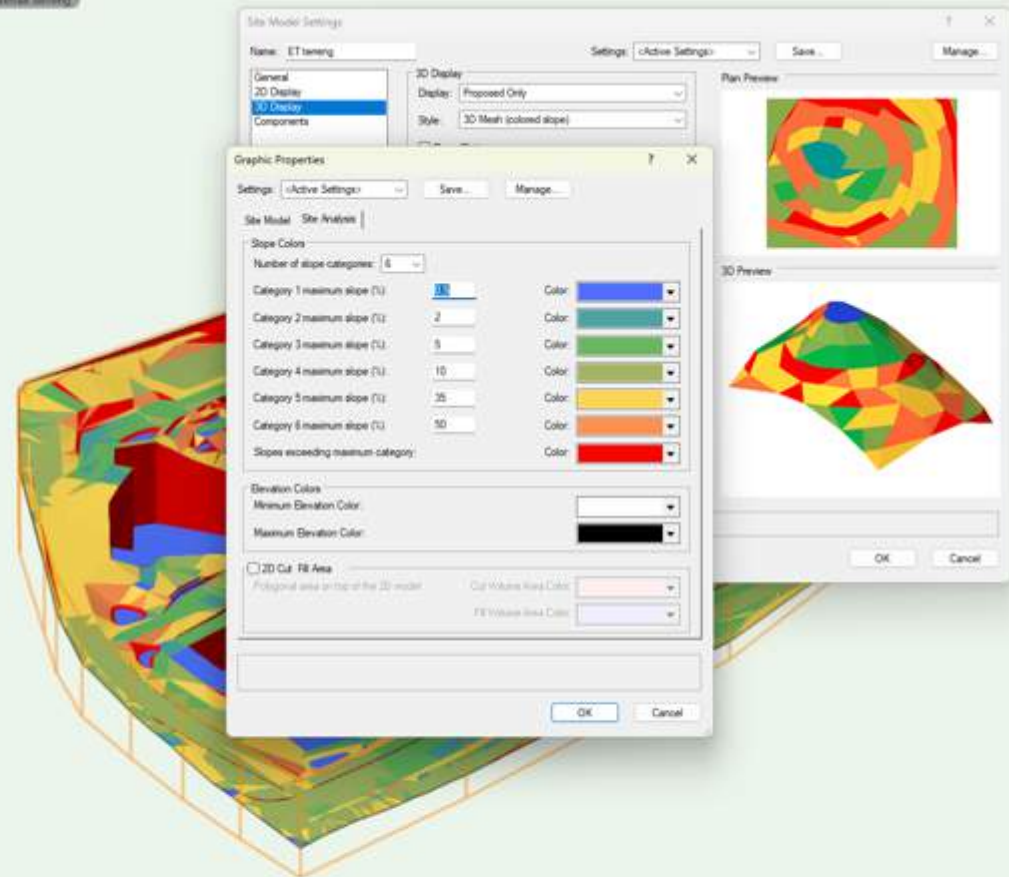 Site Model Settings
Name: ET terreng
Settings: <Active Settings>
Save...
Manage...
General
2D Display
3D Display
Components
3D Display
Display: Proposed Only
Style: 3D Mesh (colored slope)
Plan Preview
3D Preview
OK
Cancel
Graphic Properties
? ×
Settings: <Active Settings>
Save...
Manage...
Site Model
Site Analysis
Slope Colors
Number of slope categories: 6
Category 1 maximum slope (%): 0.5 Color:
Category 2 maximum slope (%): 2 Color:
Category 3 maximum slope (%): 5 Color:
Category 4 maximum slope (%): 10 Color:
Category 5 maximum slope (%): 35 Color:
Category 6 maximum slope (%): 50 Color:
Slopes exceeding maximum category: Color:
Elevation Colors
Minimum Elevation Color:
Maximum Elevation Color:
2D Cut Fill Area
Polygonal area on top of the 2D model
Cut Volume Area Color:
Fill Volume Area Color:
OK
Cancel